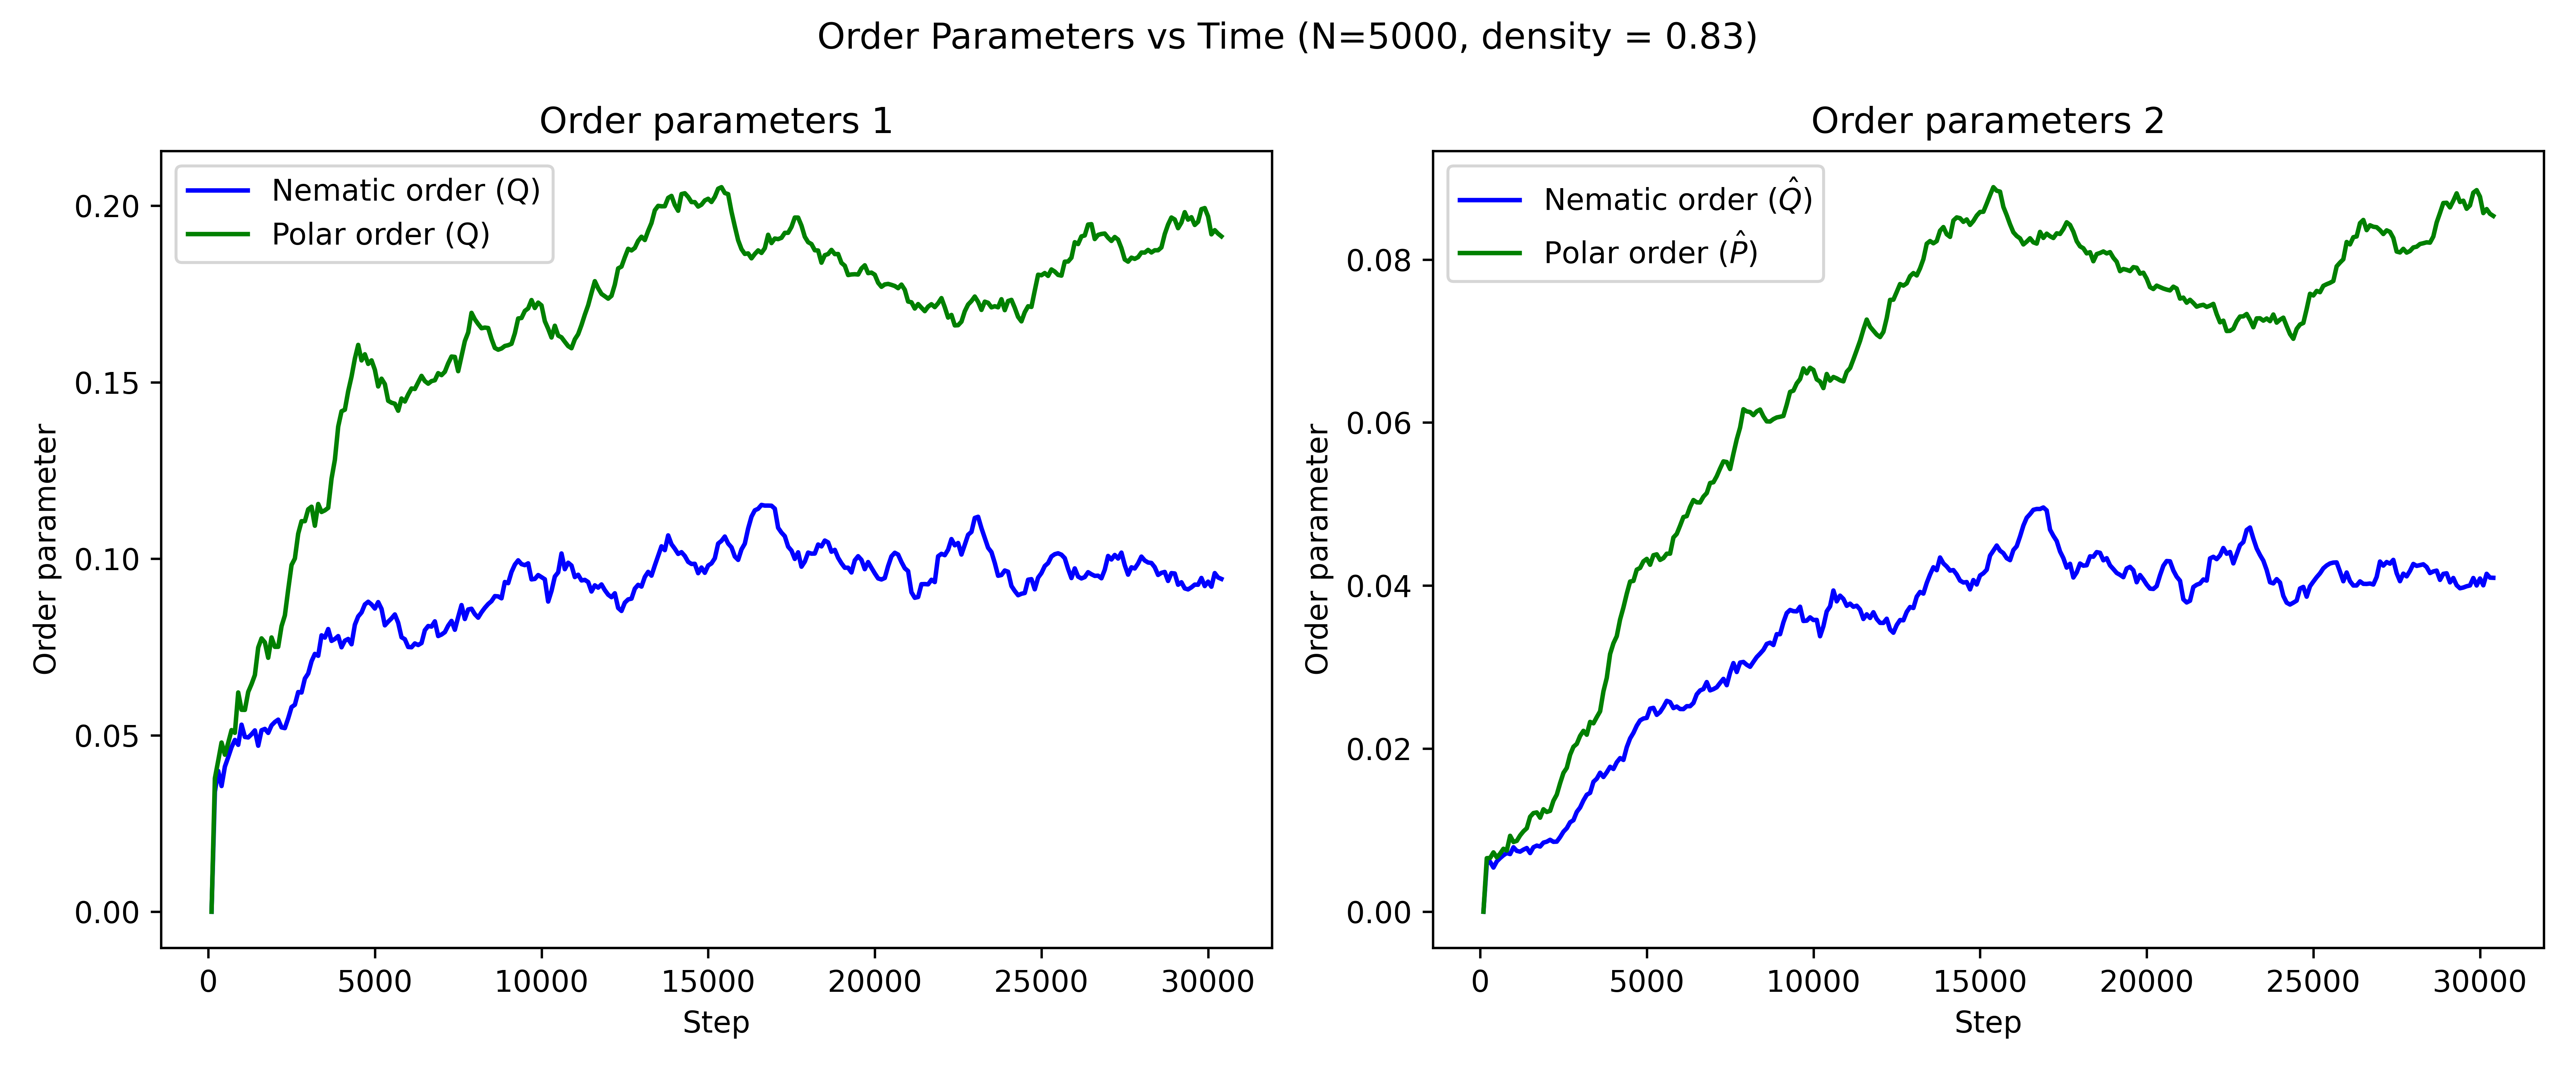 Order Parameters vs Time (N=5000, density = 0.83)
Order parameters 1
Nematic order (Q)
Polar order (Q)
0.20
0.15
0.10
0.05
0.00
Order parameter
0 5000 10000 15000 20000 25000 30000
Step
Order parameters 2
Nematic order (Q̂)
Polar order (P̂)
0.08
0.06
0.04
0.02
0.00
Order parameter
0 5000 10000 15000 20000 25000 30000
Step